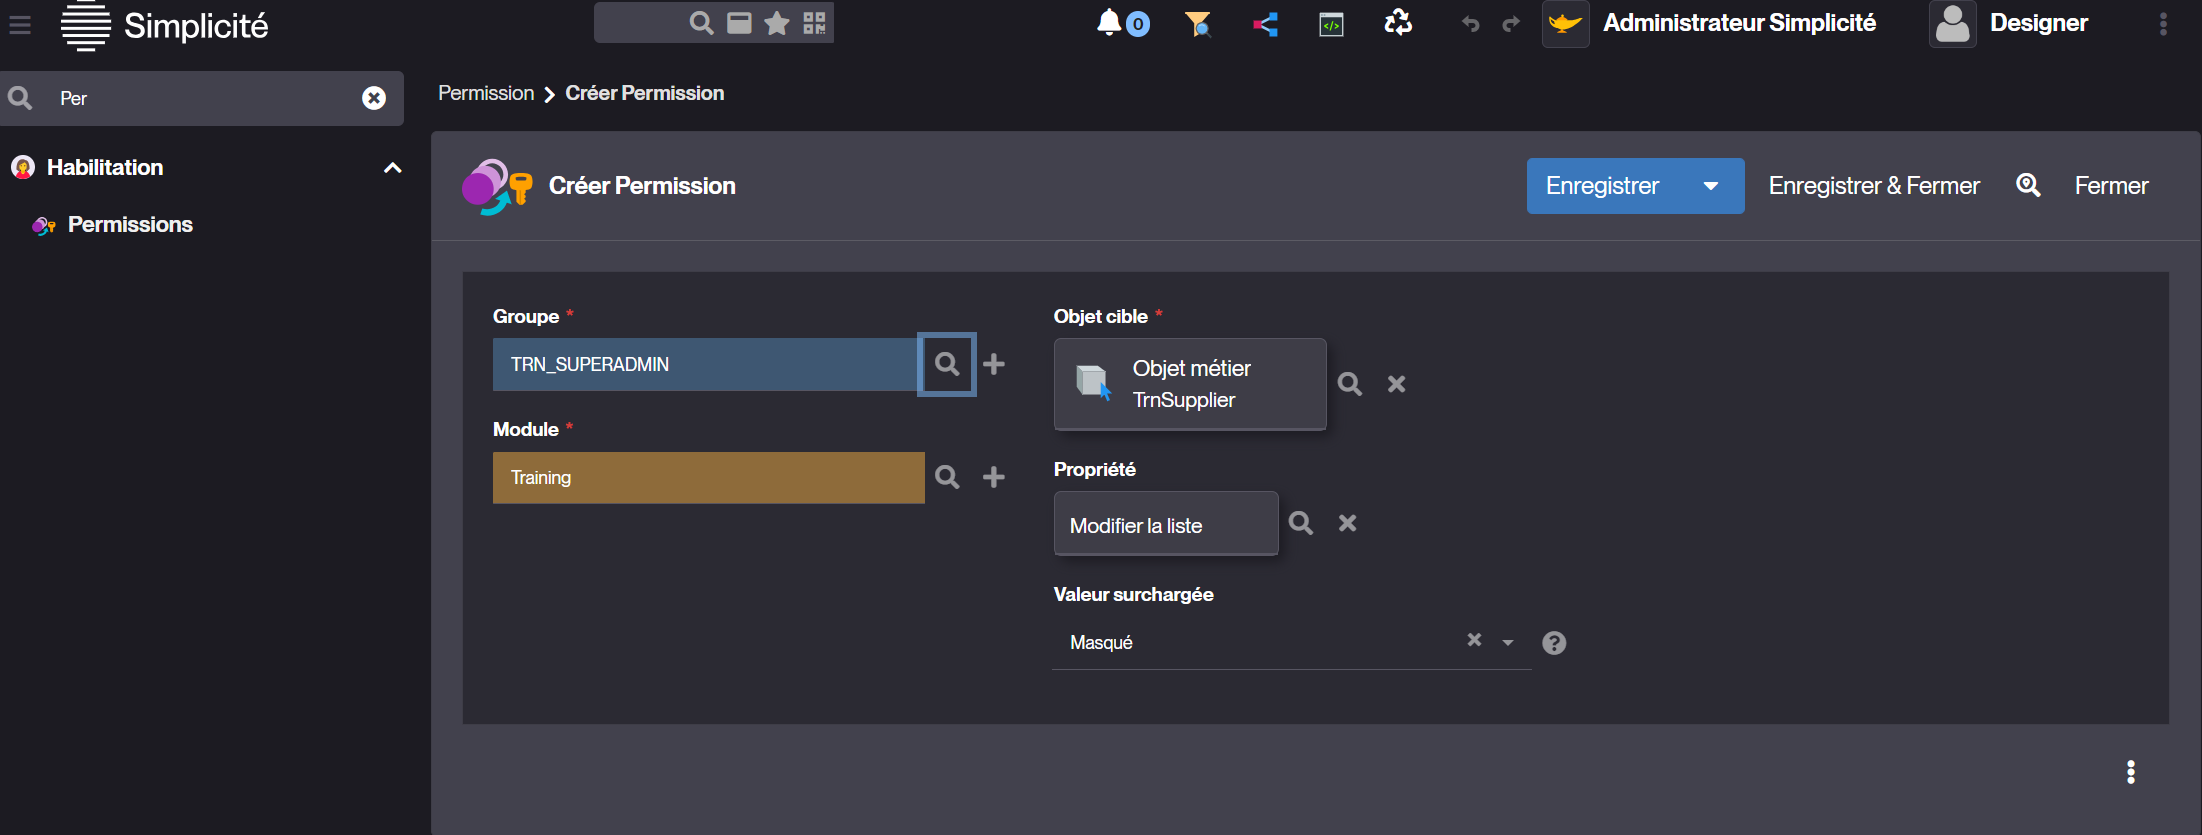 Simplicité
0
Administrateur Simplicité
Designer
Per
Permission
Créer Permission
Habilitation
Permissions
Créer Permission
Enregistrer
Enregistrer & Fermer
Fermer
Groupe *
TRN_SUPERADMIN
Module *
Training
Objet cible *
Objet métier
TrnSupplier
Propriété
Modifier la liste
Valeur surchargée
Masqué